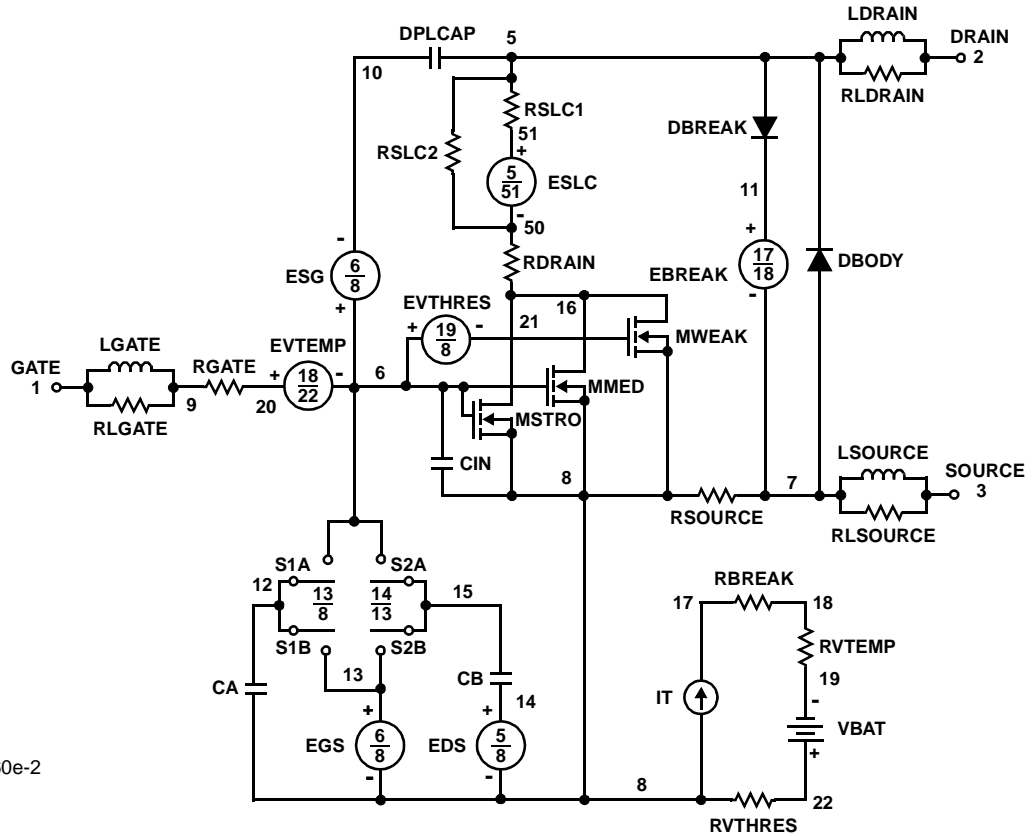 LDRAIN
DPLCAP 5 DRAIN
10 2
RLDRAIN
RSLC1
DBREAK
51
RSLC2 +
5
51 ESLC
11
-
50
-
+
RDRAIN
17
18
6
8
ESG EBREAK DBODY
EVTHRES
+ 16 -
+ 19
8 - 21
MWEAK
LGATE EVTEMP
GATE RGATE
+ 18
22 - 6
1 MMED
9 20
RLGATE MSTRO
LSOURCE
CIN SOURCE
8 7 3
RSOURCE
RLSOURCE
S1A S2A
12 13
8 14
13 15 RBREAK
17 18
S1B S2B
RVTEMP
13 CB 19
CA 14 IT -
+ + VBAT
EGS 6
8 EDS 5
8 +
- - 8 22
RVTHRES
60e-2